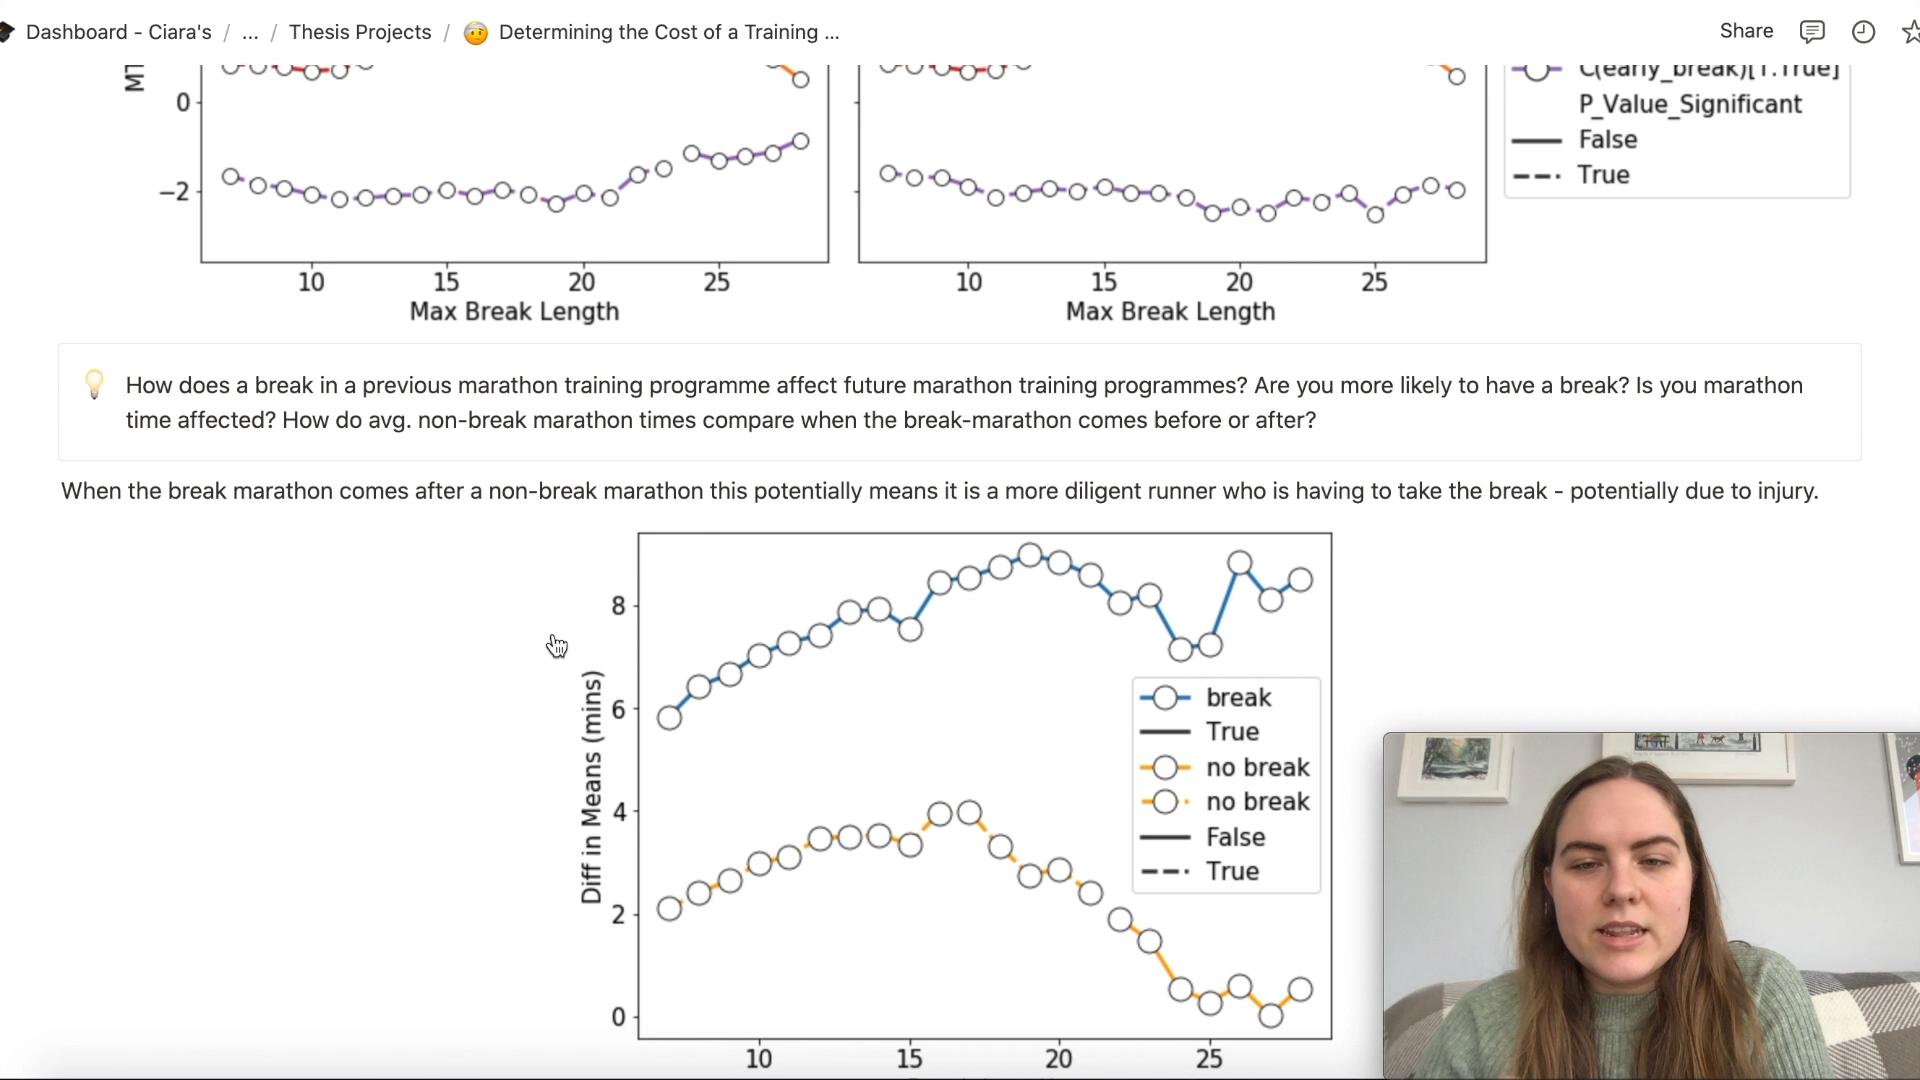 Dashboard - Ciara's / ... / Thesis Projects / Determining the Cost of a Training ...
Share
0
−2
10 15 20 25
Max Break Length
10 15 20 25
Max Break Length
C(early_break)[T.True]
P_Value_Significant
False
True
How does a break in a previous marathon training programme affect future marathon training programmes? Are you more likely to have a break? Is you marathon
time affected? How do avg. non-break marathon times compare when the break-marathon comes before or after?
When the break marathon comes after a non-break marathon this potentially means it is a more diligent runner who is having to take the break - potentially due to injury.
Diff in Means (mins)
8
6
4
2
0
break
True
no break
no break
False
True
10 15 20 25